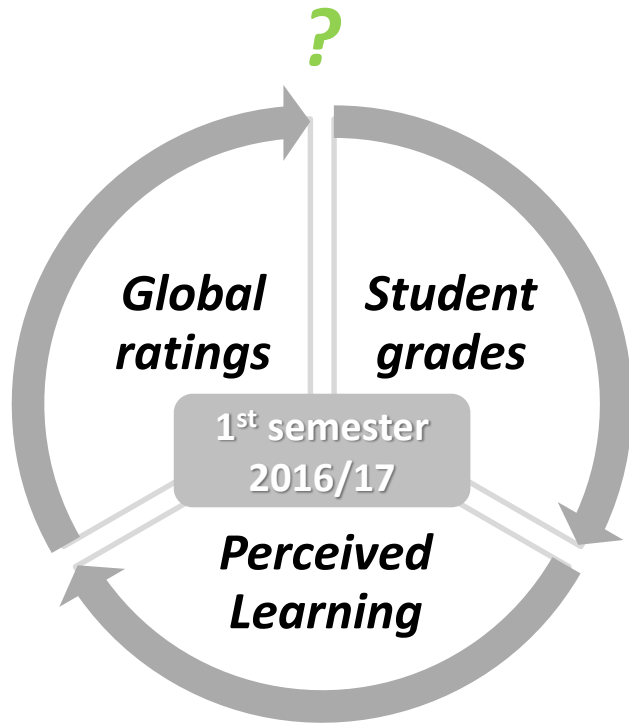 ?
Global
ratings
Student
grades
1st semester
2016/17
Perceived
Learning